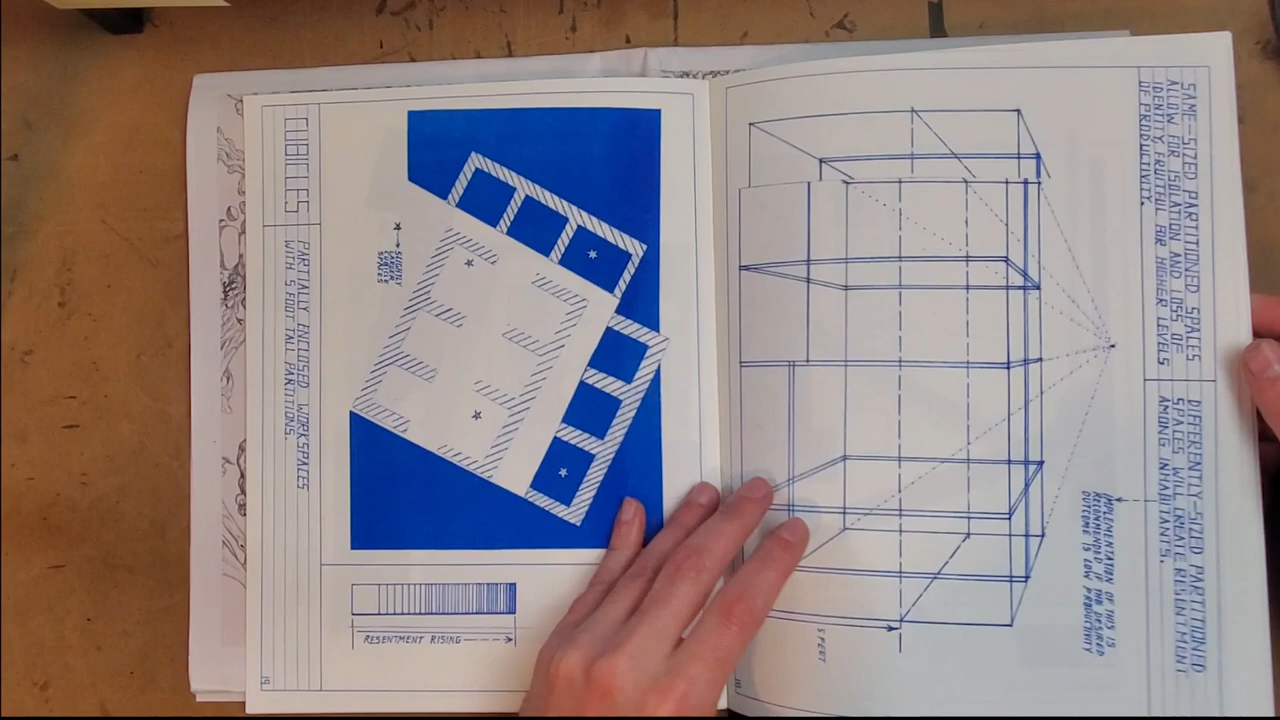 CUBICLES
PARTIALLY ENCLOSED WORKSPACES
WITH 5 FOOT TALL PARTITIONS.
SLIGHTLY
LARGER
CORNER
SPACES
RESENTMENT RISING
19
SAME-SIZED PARTITIONED SPACES
ALLOW FOR ISOLATION AND LOSS OF
IDENTITY, FRUITFUL FOR HIGHER LEVELS
OF PRODUCTIVITY.
DIFFERENTLY-SIZED PARTITIONED
SPACES WILL CREATE RESENTMENT
AMONG INHABITANTS.
IMPLEMENTATION OF THIS IS
RECOMMENDED IF THE DESIRED
OUTCOME IS LOW PRODUCTIVITY
5 FEET